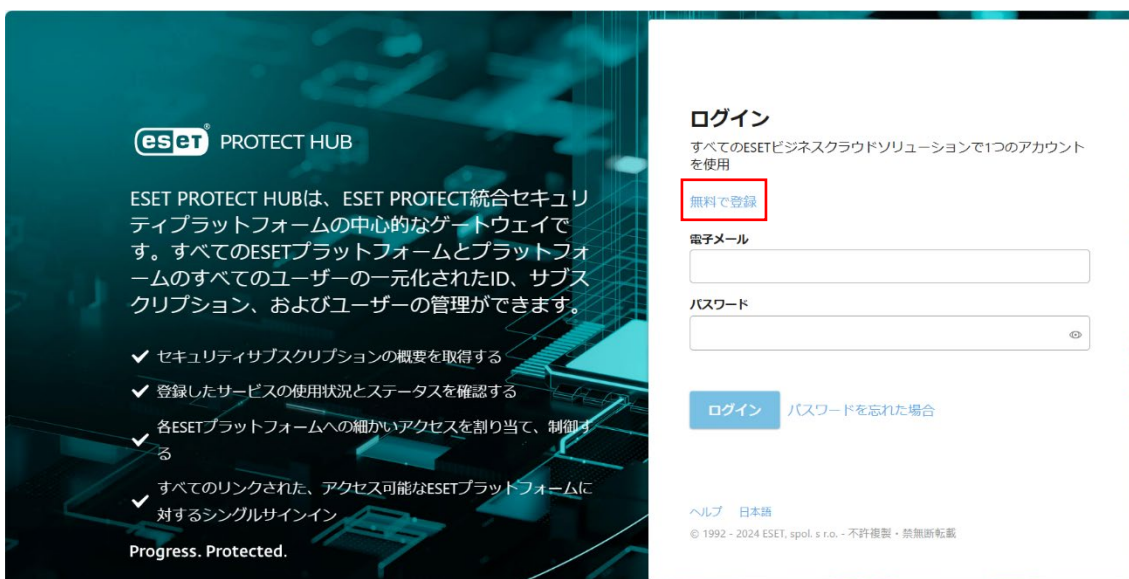 eset® PROTECT HUB
ESET PROTECT HUBは、ESET PROTECT統合セキュリ
ティプラットフォームの中心的なゲートウェイで
す。すべてのESETプラットフォームとプラットフォ
ームのすべてのユーザーの一元化されたID、サブス
クリプション、およびユーザーの管理ができます。
セキュリティサブスクリプションの概要を取得する
登録したサービスの使用状況とステータスを確認する
各ESETプラットフォームへの細かいアクセスを割り当て、制御す
る
すべてのリンクされた、アクセス可能なESETプラットフォームに
対するシングルサインイン
Progress. Protected.
ログイン
すべてのESETビジネスクラウドソリューションで1つのアカウント
を使用
無料で登録
電子メール
パスワード
ログイン パスワードを忘れた場合
ヘルプ 日本語
© 1992 - 2024 ESET, spol. s r.o. - 不許複製・禁無断転載